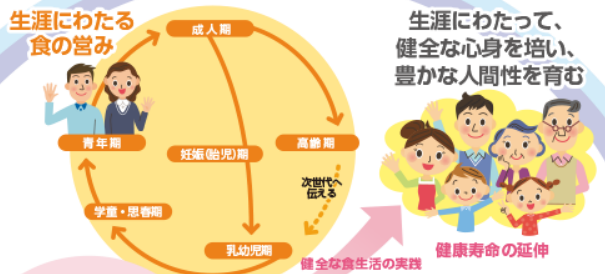 生涯にわたる
食の営み
成人期
青年期
妊娠(胎児)期
高齢期
次世代へ
伝える
学童・思春期
乳幼児期
生涯にわたって、
健全な心身を培い、
豊かな人間性を育む
健全な食生活の実践
健康寿命の延伸